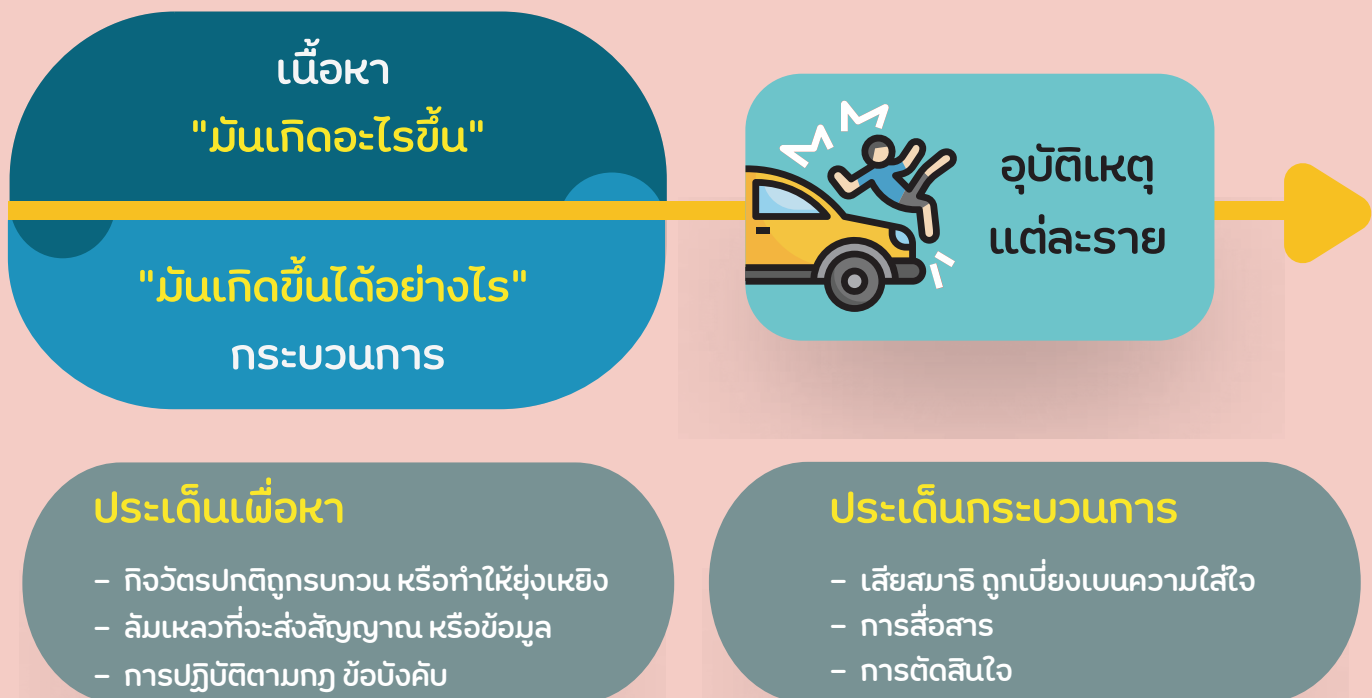 เนื้อหา
"มันเกิดอะไรขึ้น"
"มันเกิดขึ้นได้อย่างไร"
กระบวนการ
อุบัติเหตุ
แต่ละราย
ประเด็นเพื่อหา
- กิจวัตรปกติถูกรบกวน หรือทำให้ยุ่งเหยิง
- ลัมเหลวที่จะส่งสัญญาณ หรือข้อมูล
- การปฏิบัติตามกฎ ข้อบังคับ
ประเด็นกระบวนการ
- เสียสมาธิ ถูกเบี่ยงเบนความใส่ใจ
- การสื่อสาร
- การตัดสินใจ